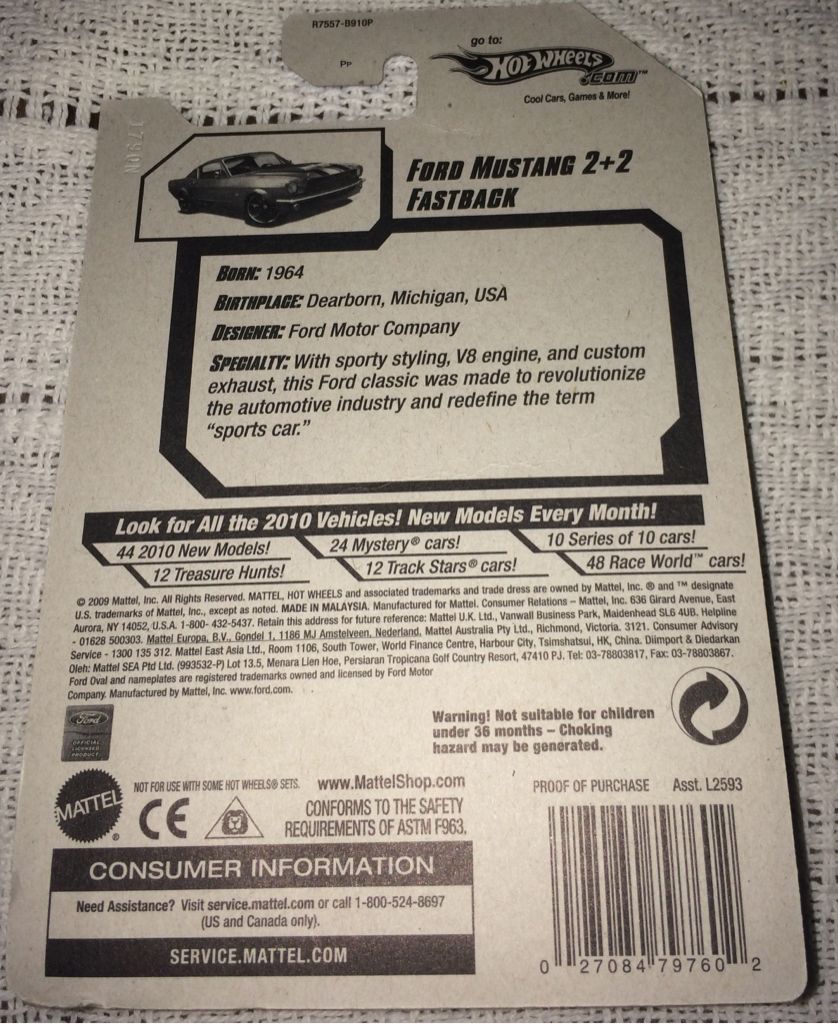 R7557-B910P
PP
go to:
HOT WHEELS
.COM™
Cool Cars, Games & More!
FORD MUSTANG 2+2
FASTBACK
BORN: 1964
BIRTHPLACE: Dearborn, Michigan, USA
DESIGNER: Ford Motor Company
SPECIALTY: With sporty styling, V8 engine, and custom
exhaust, this Ford classic was made to revolutionize
the automotive industry and redefine the term
“sports car.”
Look for All the 2010 Vehicles! New Models Every Month!
44 2010 New Models! 24 Mystery® cars! 10 Series of 10 cars!
12 Treasure Hunts! 12 Track Stars® cars! 48 Race World™ cars!
© 2009 Mattel, Inc. All Rights Reserved. MATTEL, HOT WHEELS and associated trademarks and trade dress are owned by Mattel, Inc. ® and ™ designate
U.S. trademarks of Mattel, Inc., except as noted. MADE IN MALAYSIA. Manufactured for Mattel. Consumer Relations – Mattel, Inc. 636 Girard Avenue, East
Aurora, NY 14052, U.S.A. 1-800- 432-5437. Retain this address for future reference: Mattel U.K. Ltd., Vanwall Business Park, Maidenhead SL6 4UB. Helpline
- 01628 500303. Mattel Europa, B.V., Gondel 1, 1186 MJ Amstelveen, Nederland. Mattel Australia Pty Ltd., Richmond, Victoria. 3121. Consumer Advisory
Service - 1300 135 312. Mattel East Asia Ltd., Room 1106, South Tower, World Finance Centre, Harbour City, Tsimshatsui, HK, China. Diimport & Diedarkan
Oleh: Mattel SEA Ptd Ltd. (993532-P) Lot 13.5, Menara Lien Hoe, Persiaran Tropicana Golf Country Resort, 47410 PJ. Tel: 03-78803817, Fax: 03-78803867.
Ford Oval and nameplates are registered trademarks owned and licensed by Ford Motor
Company. Manufactured by Mattel, Inc. www.ford.com.
Ford
OFFICIAL
LICENSED
PRODUCT
Warning! Not suitable for children
under 36 months – Choking
hazard may be generated.
NOT FOR USE WITH SOME HOT WHEELS® SETS. www.MattelShop.com
MATTEL ®
CE
CONFORMS TO THE SAFETY
REQUIREMENTS OF ASTM F963.
PROOF OF PURCHASE Asst. L2593
CONSUMER INFORMATION
Need Assistance? Visit service.mattel.com or call 1-800-524-8697
(US and Canada only).
SERVICE.MATTEL.COM
0 27084 79760 2